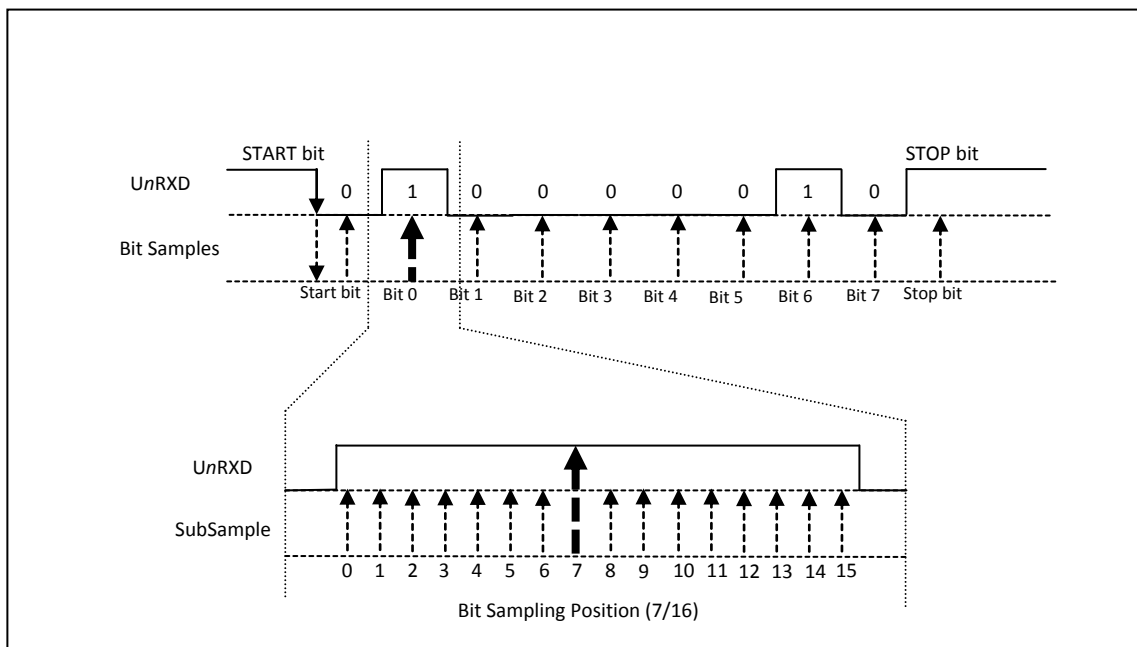 START bit STOP bit
UnRXD 0 1 0 0 0 0 0 1 0
Bit Samples
Start bit Bit 0 Bit 1 Bit 2 Bit 3 Bit 4 Bit 5 Bit 6 Bit 7 Stop bit
UnRXD
SubSample
0 1 2 3 4 5 6 7 8 9 10 11 12 13 14 15
Bit Sampling Position (7/16)